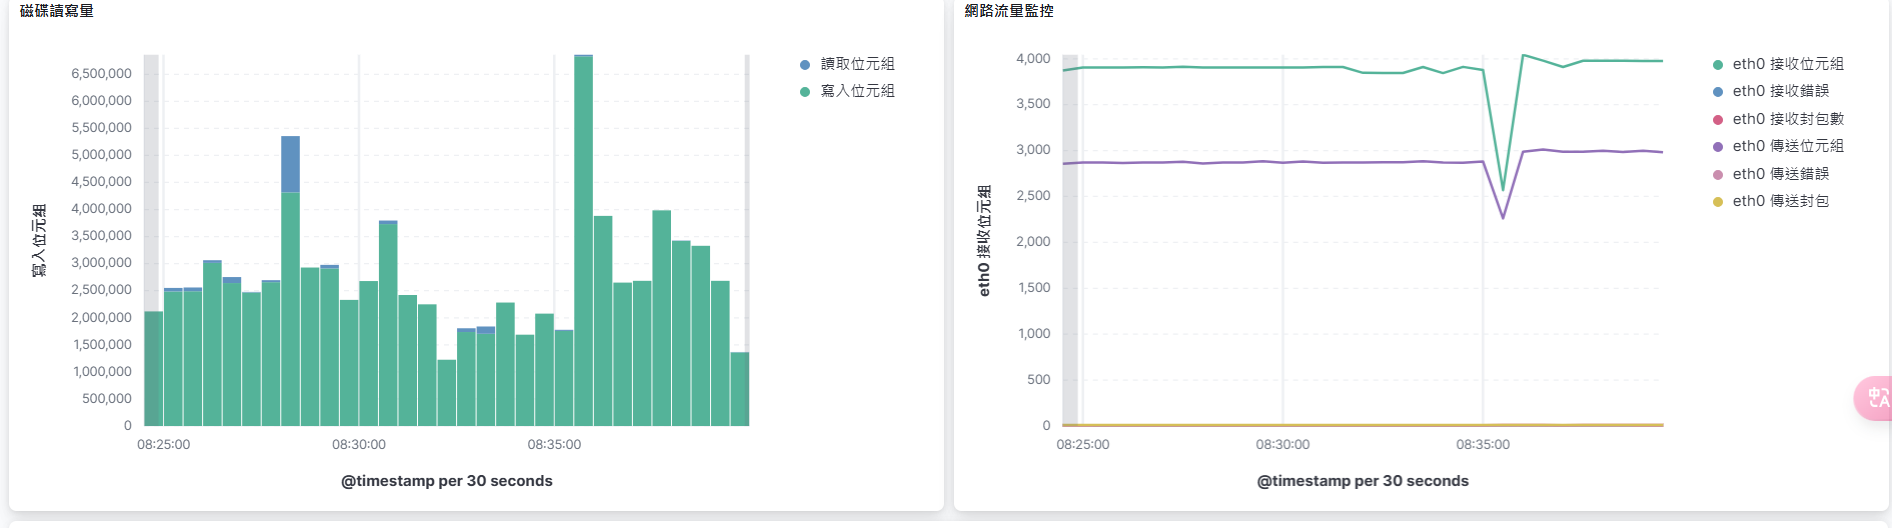 磁碟讀寫量
6,500,000
6,000,000
5,500,000
5,000,000
4,500,000
4,000,000
3,500,000
3,000,000
2,500,000
2,000,000
1,500,000
1,000,000
500,000
0
寫入位元組
08:25:00 08:30:00 08:35:00
@timestamp per 30 seconds
讀取位元組
寫入位元組
網路流量監控
4,000
3,500
3,000
2,500
2,000
1,500
1,000
500
0
eth0 接收位元組
08:25:00 08:30:00 08:35:00
@timestamp per 30 seconds
eth0 接收位元組
eth0 接收錯誤
eth0 接收封包數
eth0 傳送位元組
eth0 傳送錯誤
eth0 傳送封包
中
A